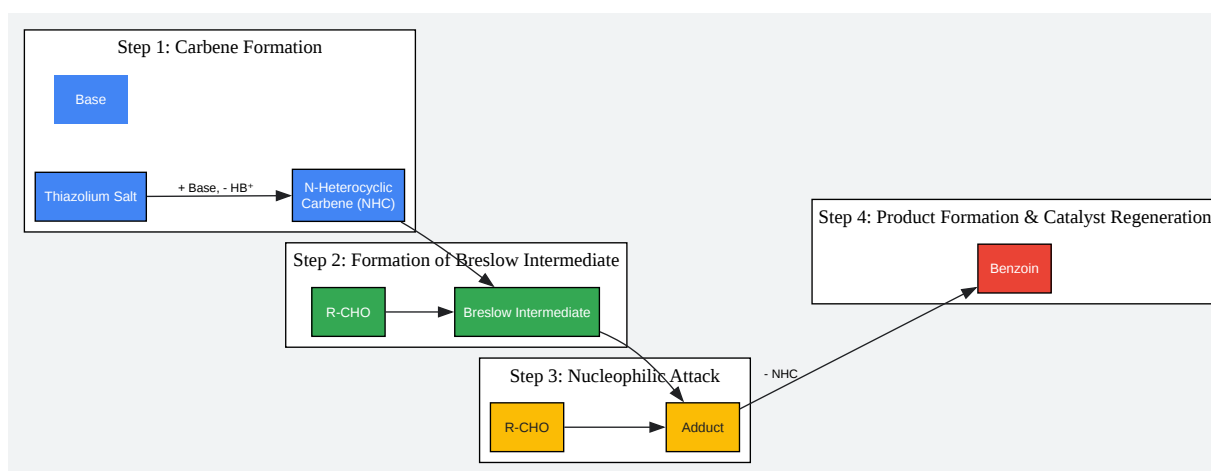 Step 1: Carbene Formation
Base
Thiazolium Salt
+ Base, - HB⁺
N-Heterocyclic
Carbene (NHC)
Step 2: Formation of Breslow Intermediate
R-CHO
Breslow Intermediate
Step 3: Nucleophilic Attack
R-CHO
Adduct
- NHC
Step 4: Product Formation & Catalyst Regeneration
Benzoin